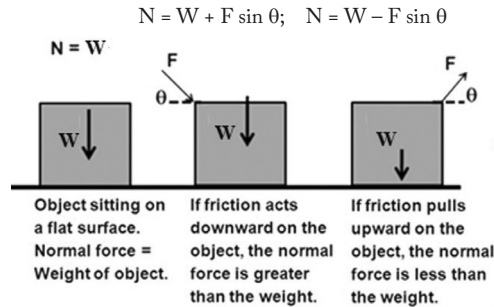 N = W + F sin θ; N = W – F sin θ
N = W
F
F
θ
θ
W
W
W
Object sitting on
a flat surface.
Normal force =
Weight of object.
If friction acts
downward on the
object, the normal
force is greater
than the weight.
If friction pulls
upward on the
object, the normal
force is less than
the weight.